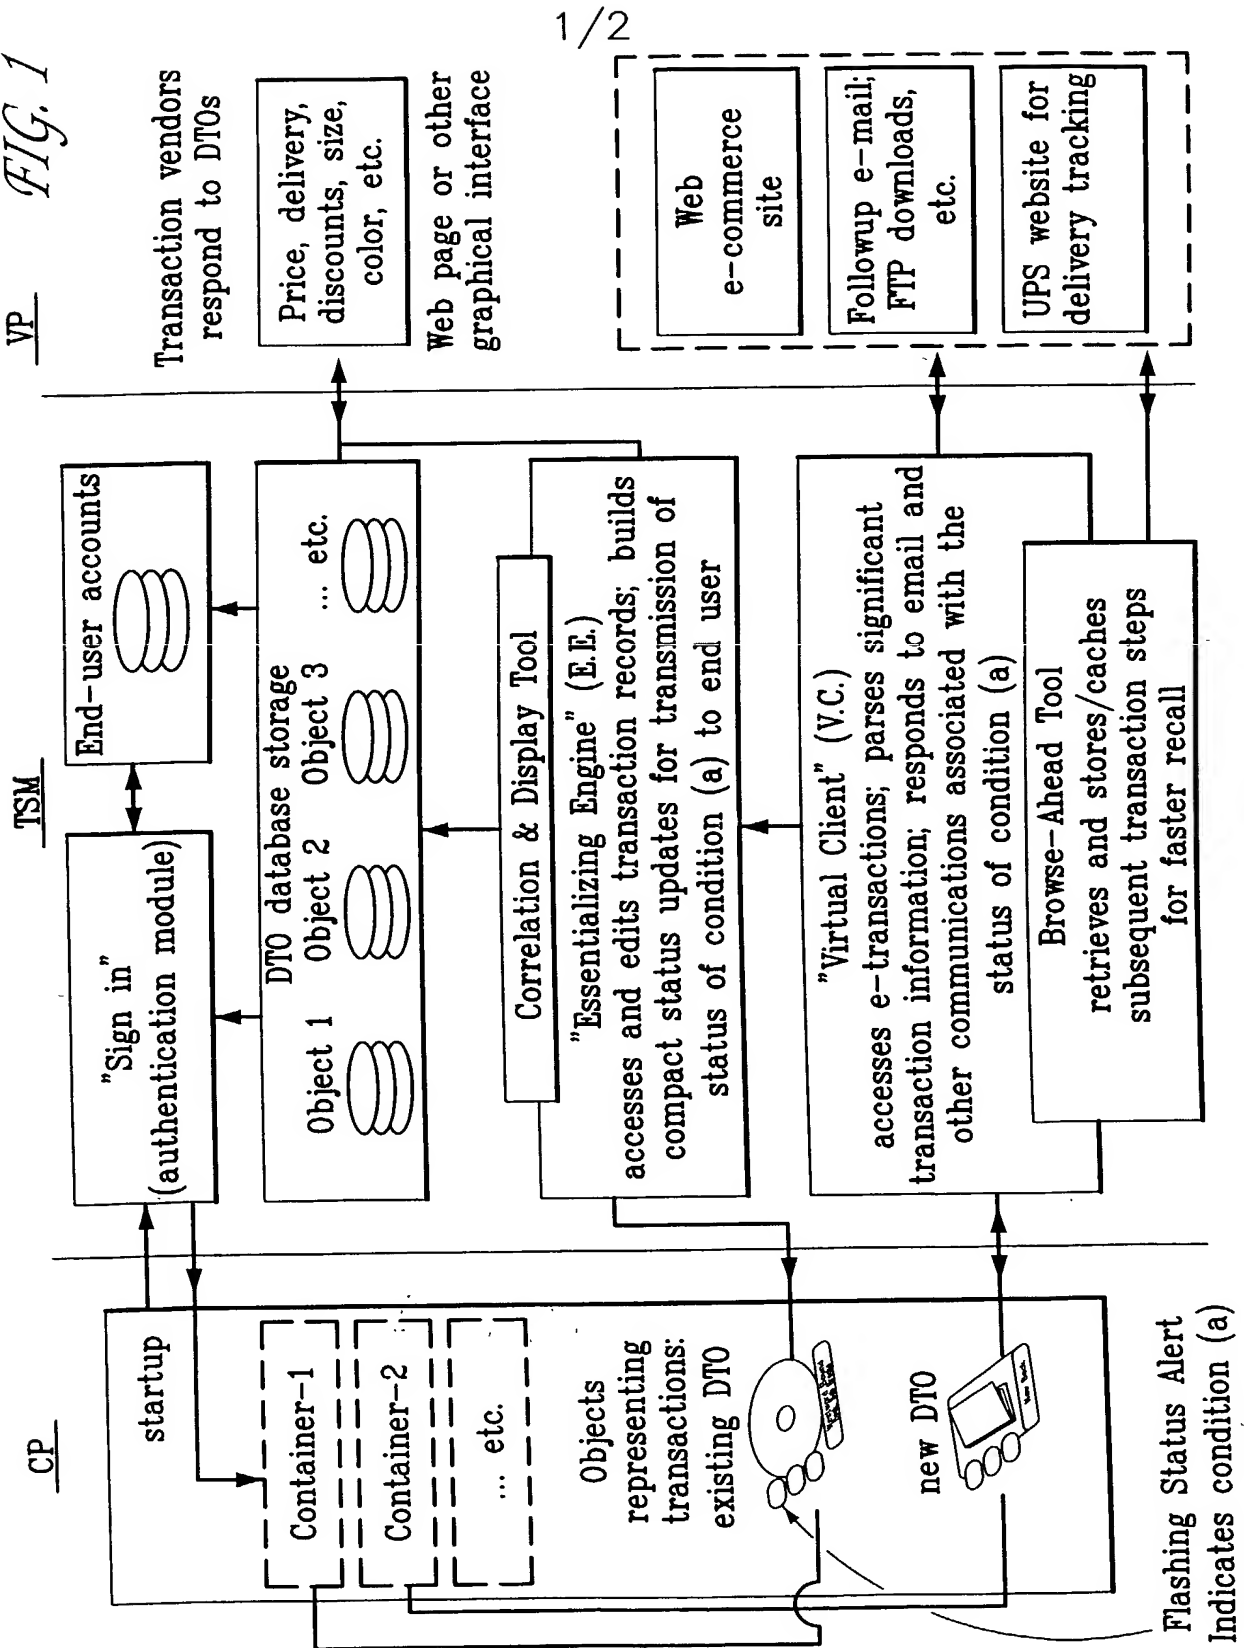 1/2
FIG. 1
CP
startup
Container-1
Container-2
... etc.
Objects
representing
transactions:
existing DTO
new DTO
Flashing Status Alert
Indicates condition (a)
TSM
"Sign in"
(authentication module)
End-user accounts
DTO database storage
Object 1
Object 2
Object 3
... etc.
Correlation & Display Tool
"Essentializing Engine" (E.E.)
accesses and edits transaction records; builds
compact status updates for transmission of
status of condition (a) to end user
"Virtual Client" (V.C.)
accesses e-transactions; parses significant
transaction information; responds to email and
other communications associated with the
status of condition (a)
Browse-Ahead Tool
retrieves and stores/caches
subsequent transaction steps
for faster recall
VP
Transaction vendors
respond to DTOs
Price, delivery,
discounts, size,
color, etc.
Web page or other
graphical interface
Web
e-commerce
site
Followup e-mail;
FTP downloads,
etc.
UPS website for
delivery tracking